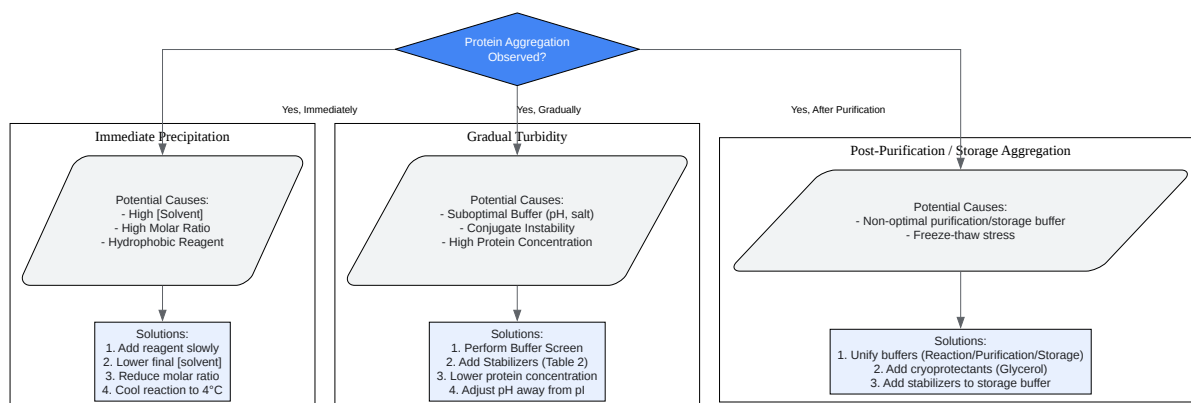 Protein Aggregation
Observed?
Yes, Immediately
Yes, Gradually
Yes, After Purification
Immediate Precipitation
Potential Causes:
- High [Solvent]
- High Molar Ratio
- Hydrophobic Reagent
Solutions:
1. Add reagent slowly
2. Lower final [solvent]
3. Reduce molar ratio
4. Cool reaction to 4°C
Gradual Turbidity
Potential Causes:
- Suboptimal Buffer (pH, salt)
- Conjugate Instability
- High Protein Concentration
Solutions:
1. Perform Buffer Screen
2. Add Stabilizers (Table 2)
3. Lower protein concentration
4. Adjust pH away from pI
Post-Purification / Storage Aggregation
Potential Causes:
- Non-optimal purification/storage buffer
- Freeze-thaw stress
Solutions:
1. Unify buffers (Reaction/Purification/Storage)
2. Add cryoprotectants (Glycerol)
3. Add stabilizers to storage buffer